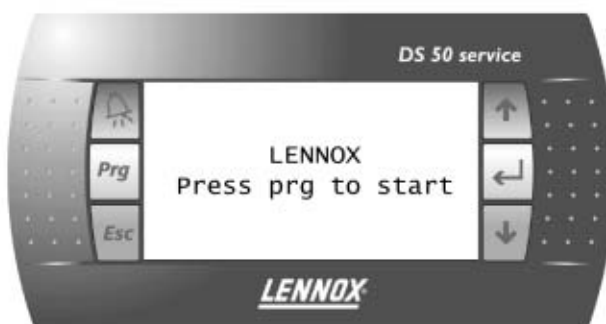 DS 50 service
LENNOX
Press prg to start
Prg
Esc
LENNOX